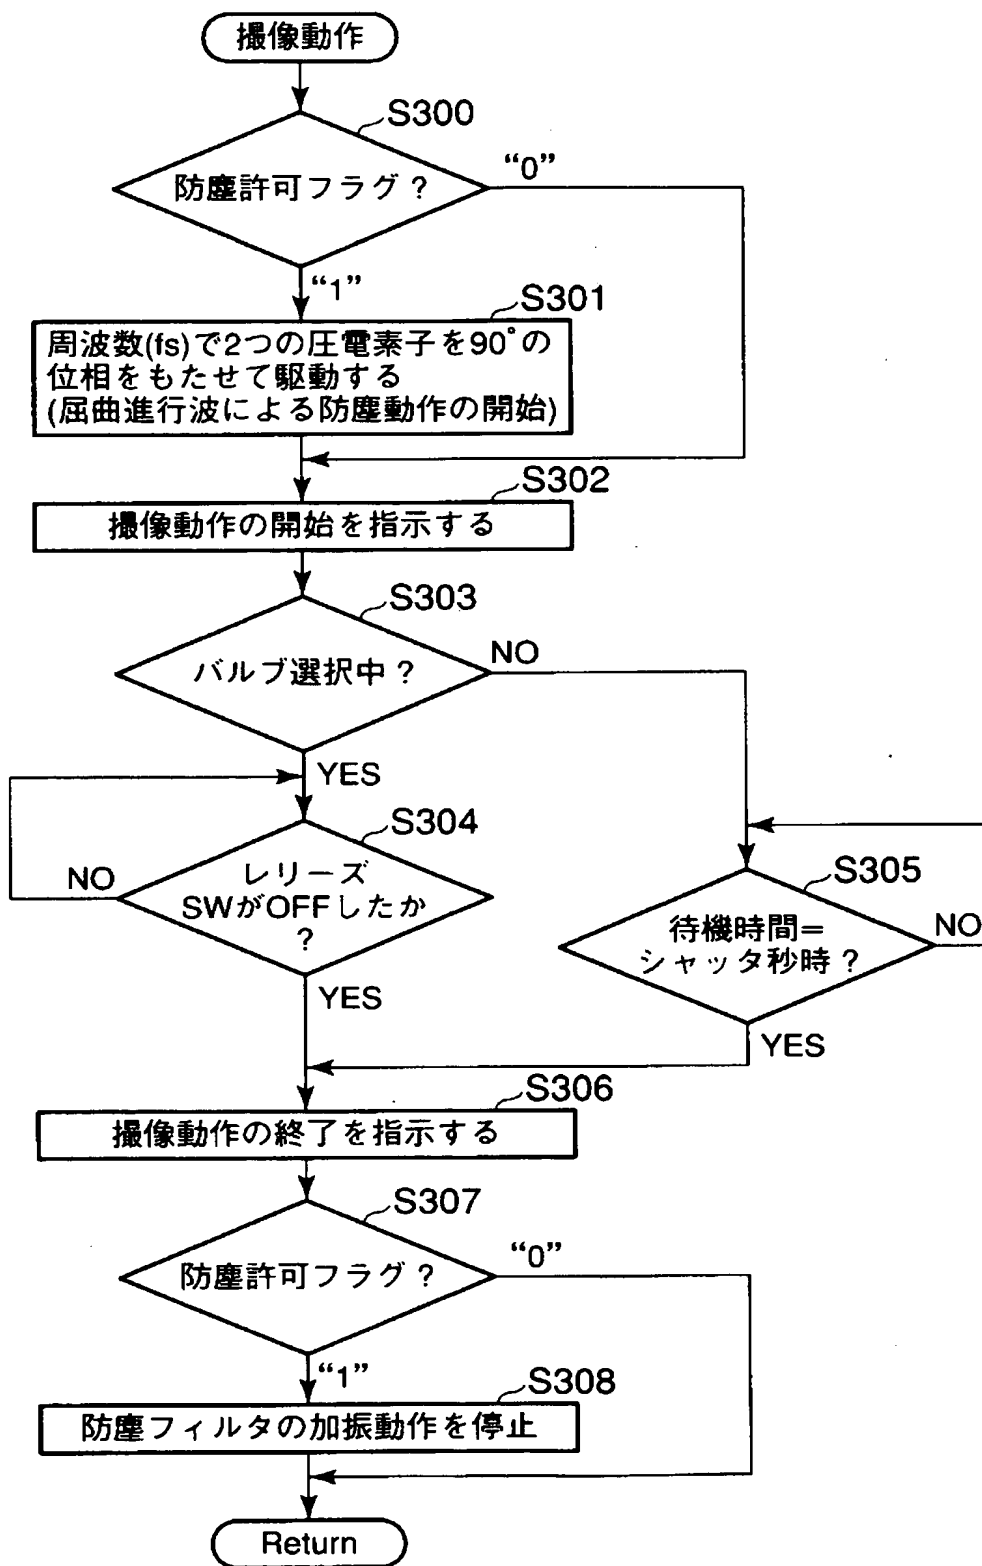 撮像動作
S300
防塵許可フラグ？
“0”
“1”
S301
周波数(fs)で2つの圧電素子を90°の
位相をもたせて駆動する
(屈曲進行波による防塵動作の開始)
S302
撮像動作の開始を指示する
S303
バルブ選択中？
NO
YES
S304
レリーズ
SWがOFFしたか
？
NO
YES
S305
待機時間=
シャッタ秒時？
NO
YES
S306
撮像動作の終了を指示する
S307
防塵許可フラグ？
“0”
“1”
S308
防塵フィルタの加振動作を停止
Return